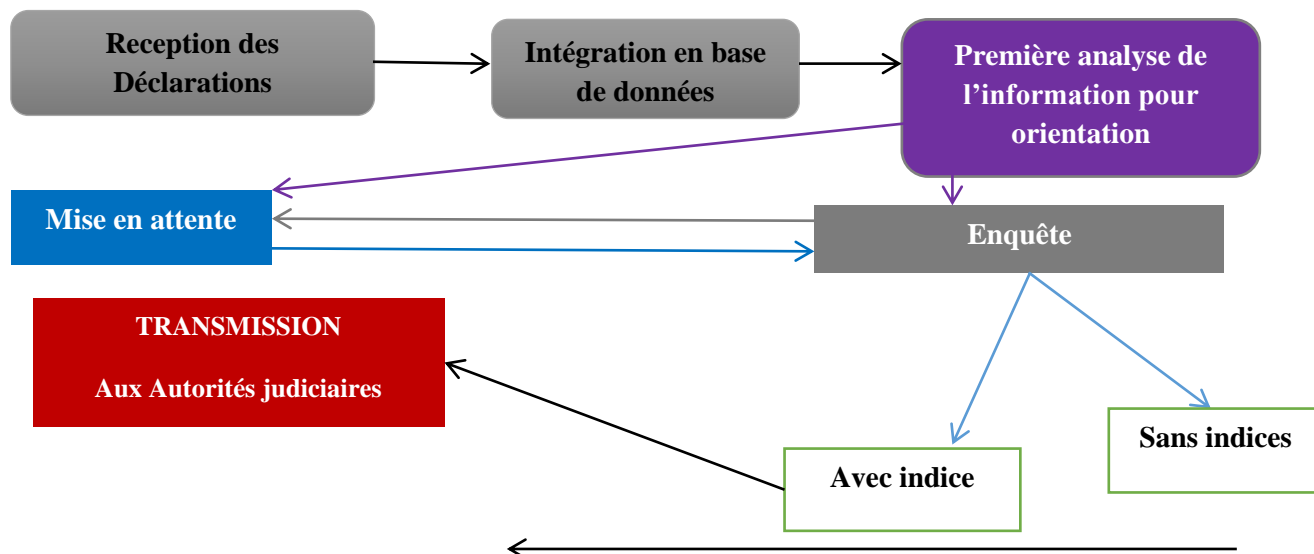 Reception des
Déclarations
Intégration en base
de données
Première analyse de
l’information pour
orientation
Mise en attente
Enquête
TRANSMISSION
Aux Autorités judiciaires
Sans indices
Avec indice